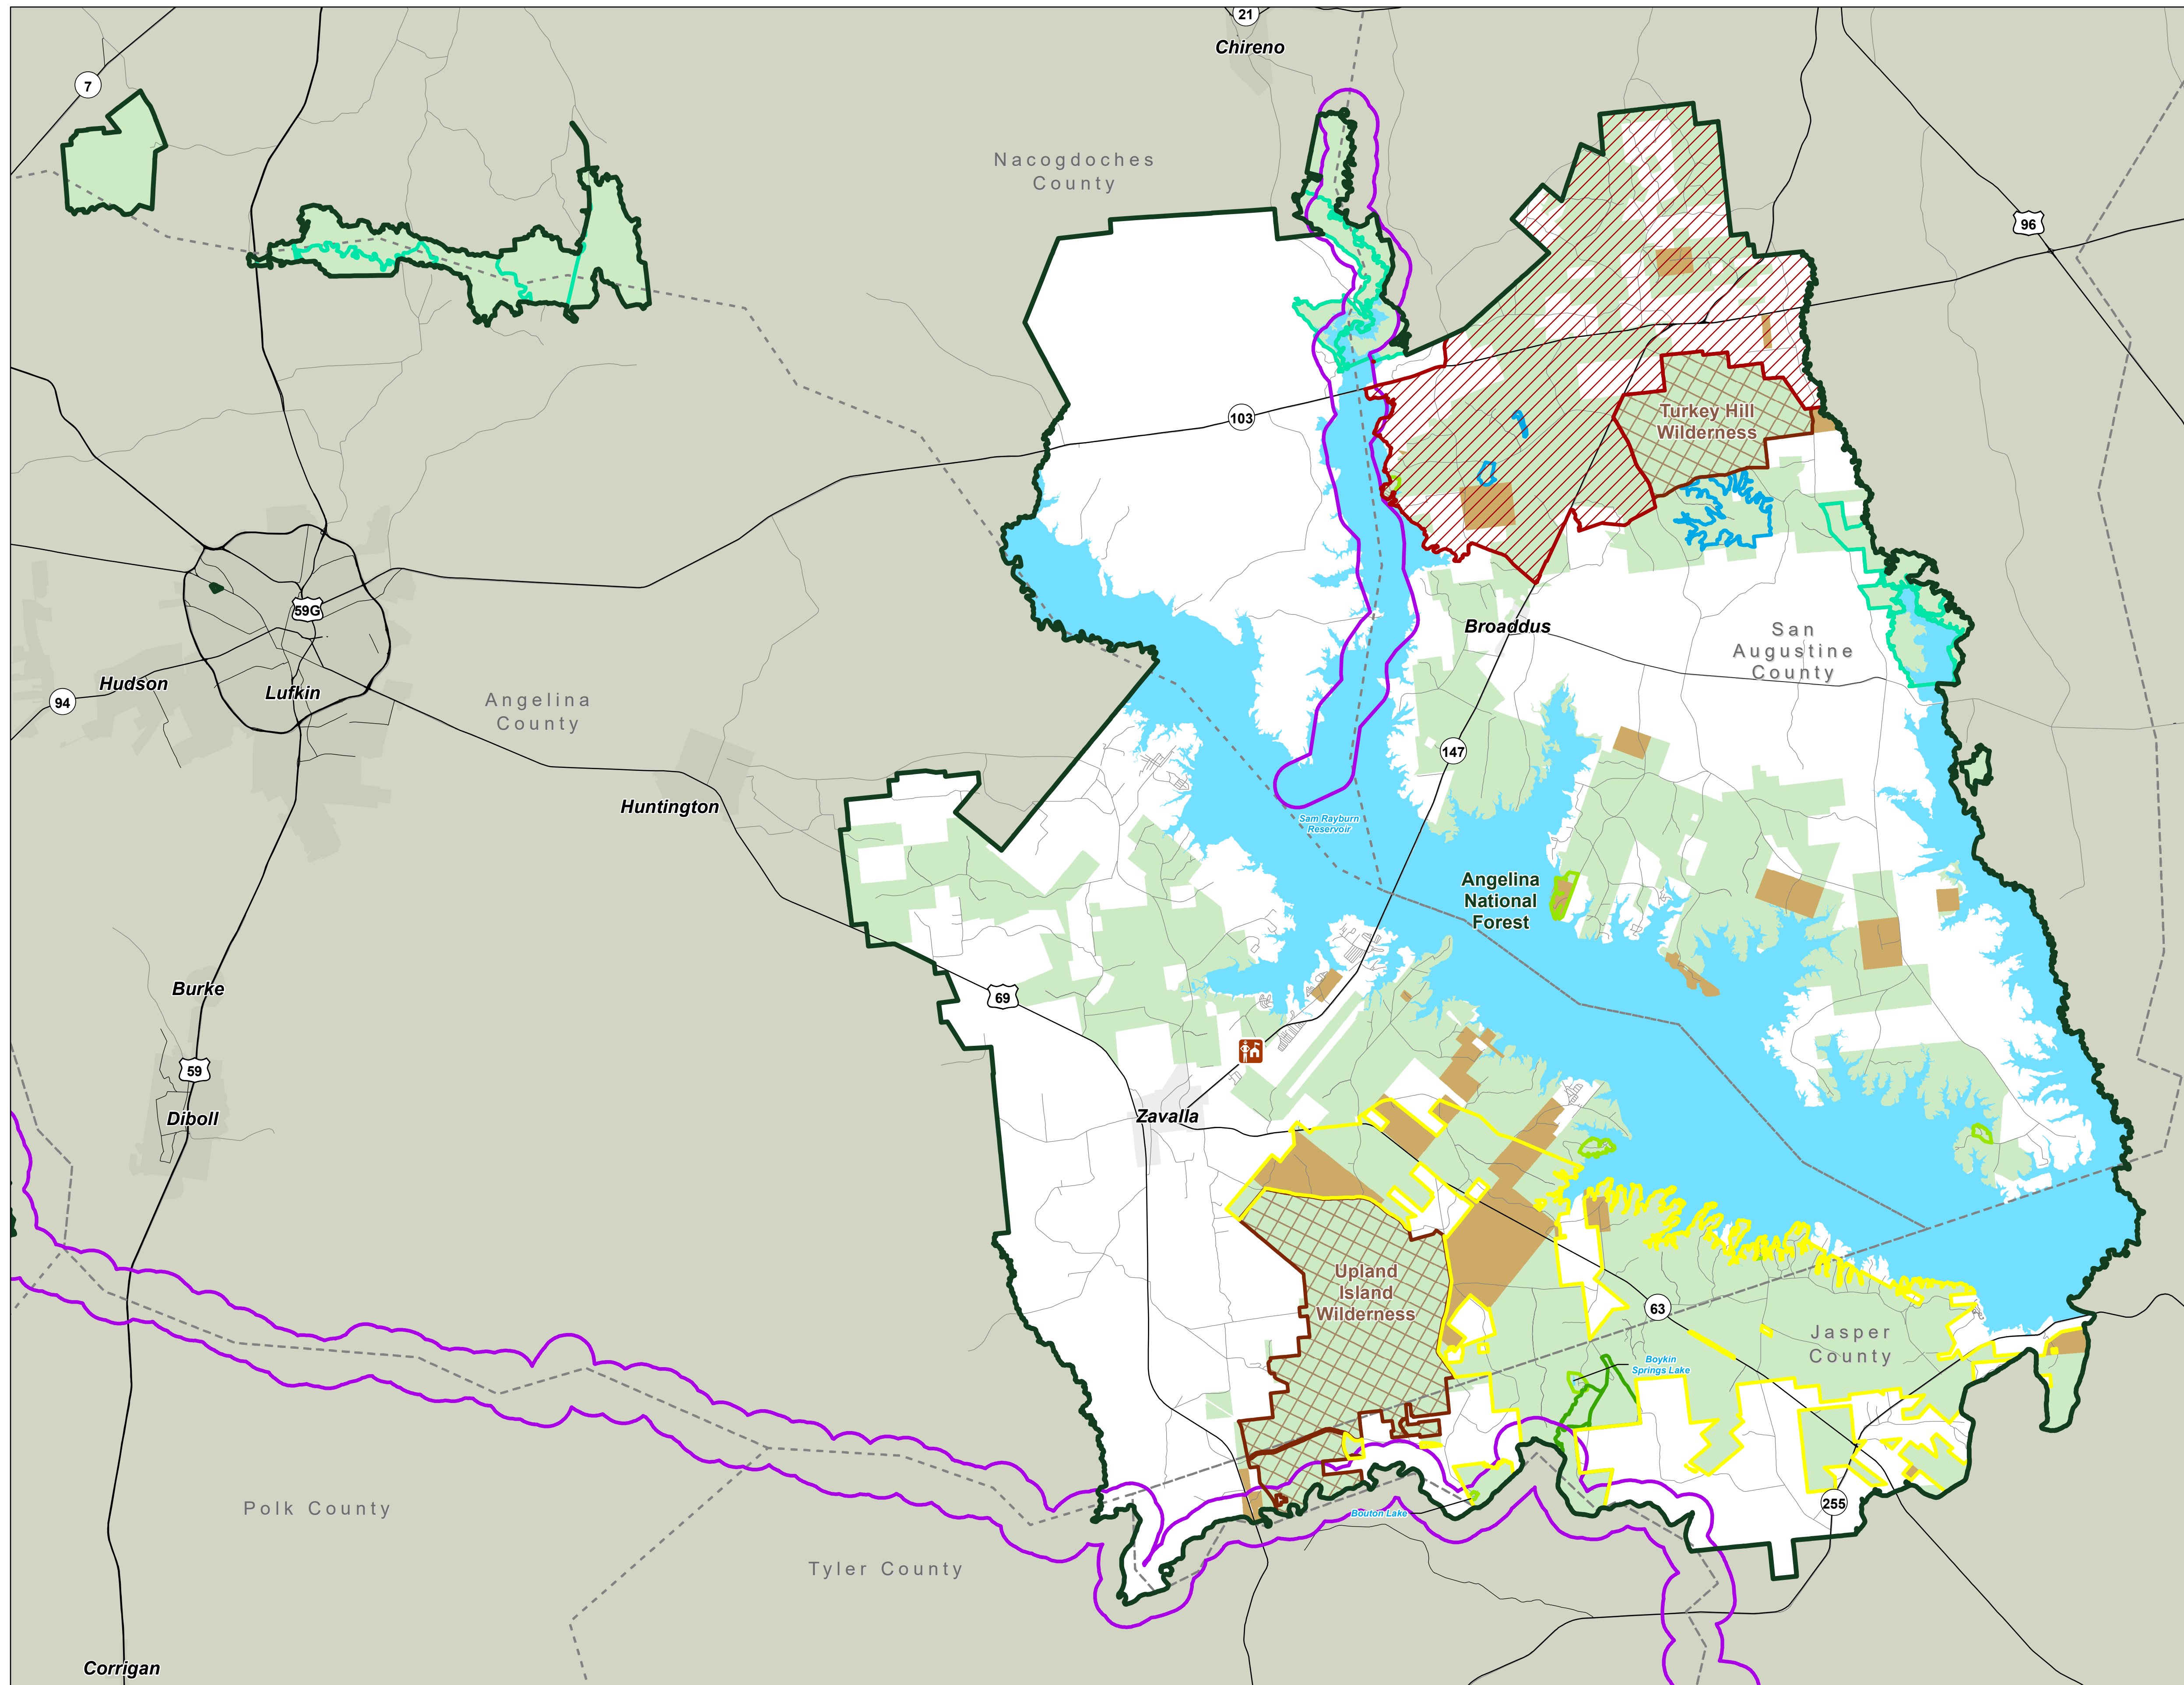 21
Chireno
7
Nacogdoches
County
96
103
Turkey Hill
Wilderness
59G
Broaddus
San
Augustine
County
Hudson
Lufkin
94
Angelina
County
147
Huntington
Sam Rayburn
Reservoir
Angelina
National
Forest
Burke
69
59
Diboll
Zavalla
Upland
Island
Wilderness
63
Jasper
County
Boykin
Springs Lake
Polk County
Bouton Lake
255
Tyler County
Corrigan